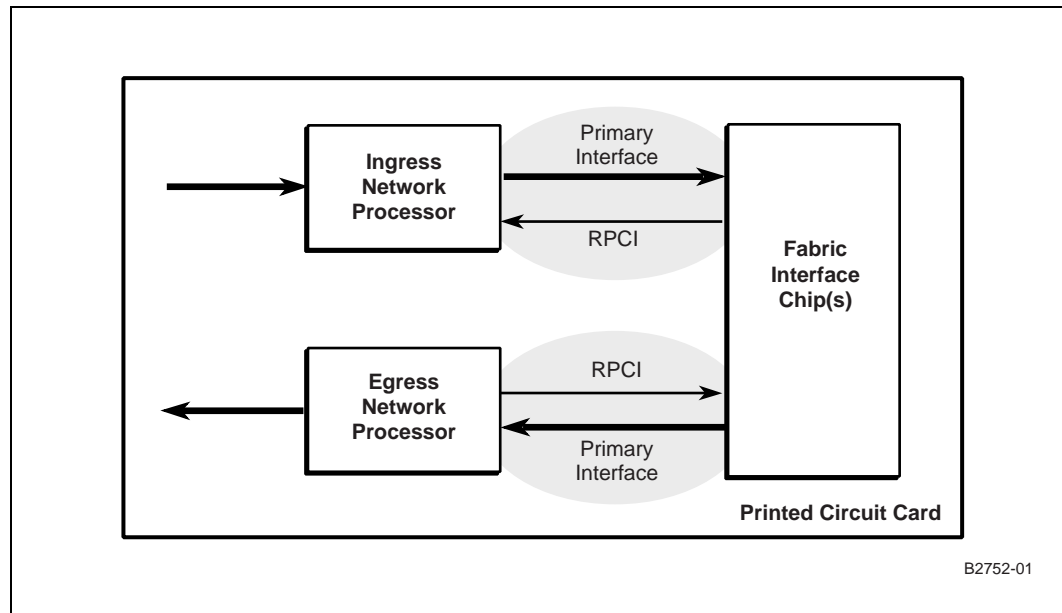 Ingress
Network
Processor
Primary
Interface
RPCI
Fabric
Interface
Chip(s)
Egress
Network
Processor
RPCI
Primary
Interface
Printed Circuit Card
B2752-01